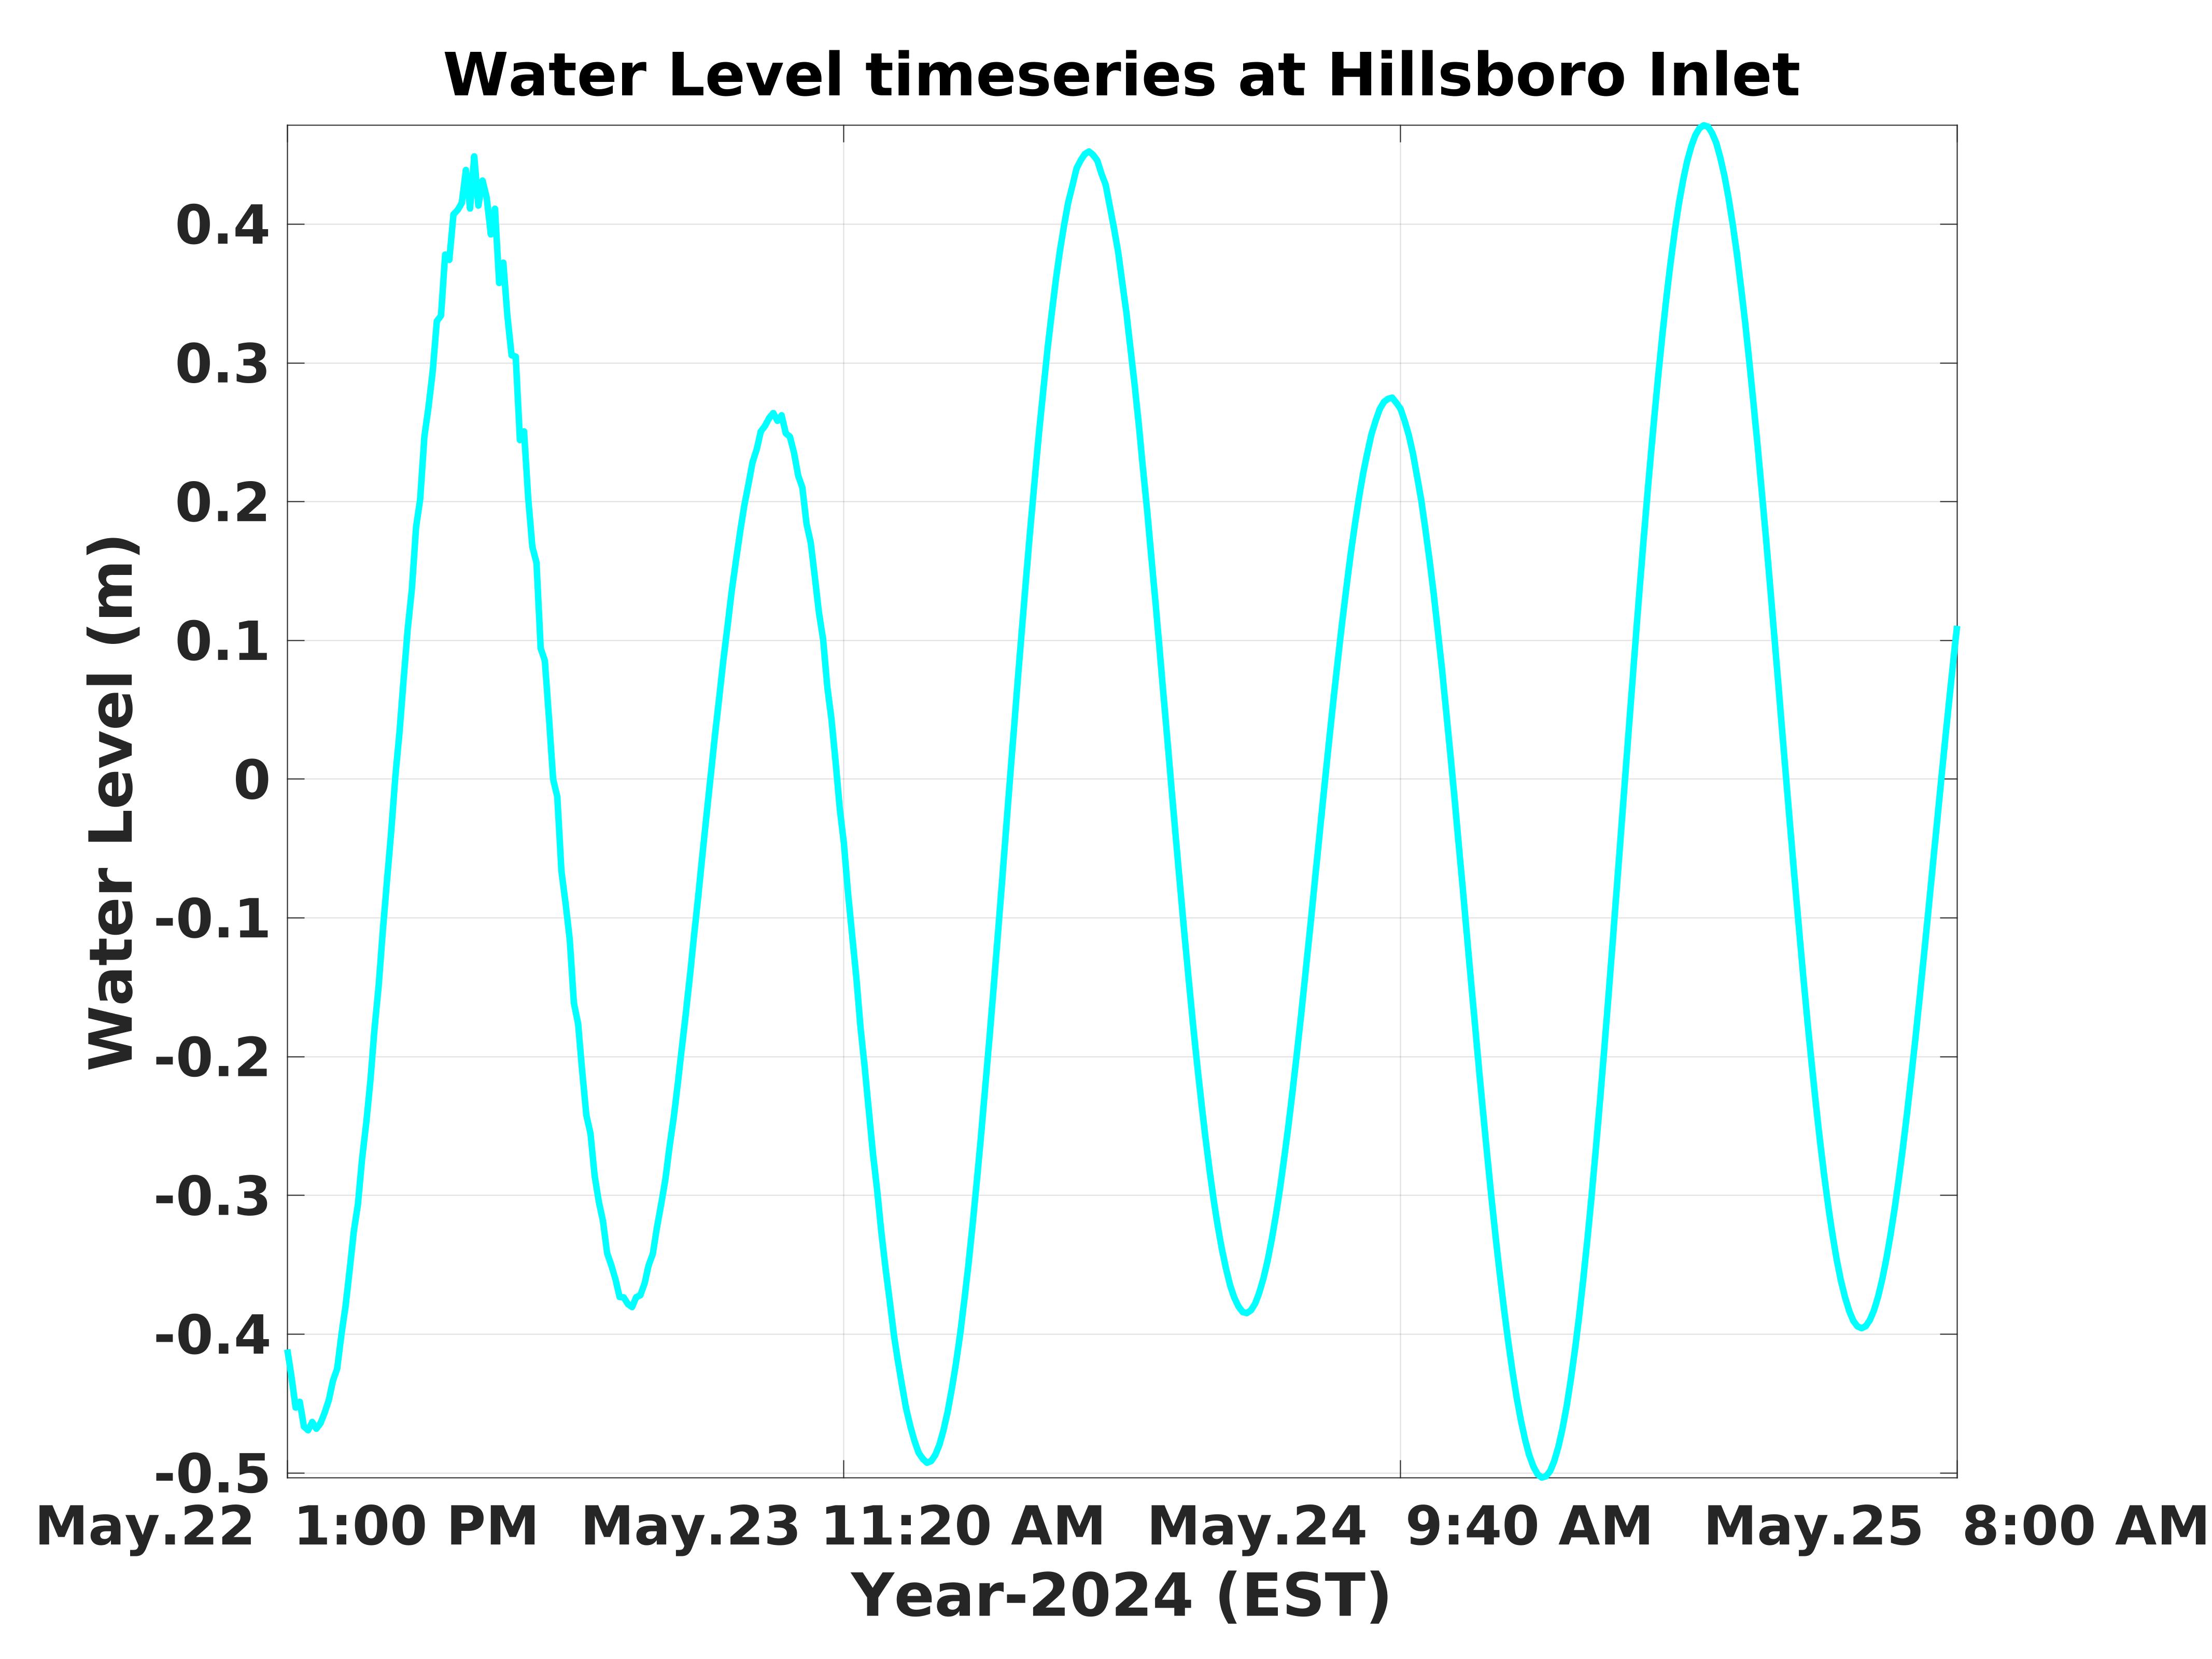 Water Level timeseries at Hillsboro Inlet
Water Level (m)
0.4
0.3
0.2
0.1
0
-0.1
-0.2
-0.3
-0.4
-0.5
May.22  1:00 PM  May.23 11:20 AM  May.24  9:40 AM  May.25  8:00 AM
Year-2024 (EST)